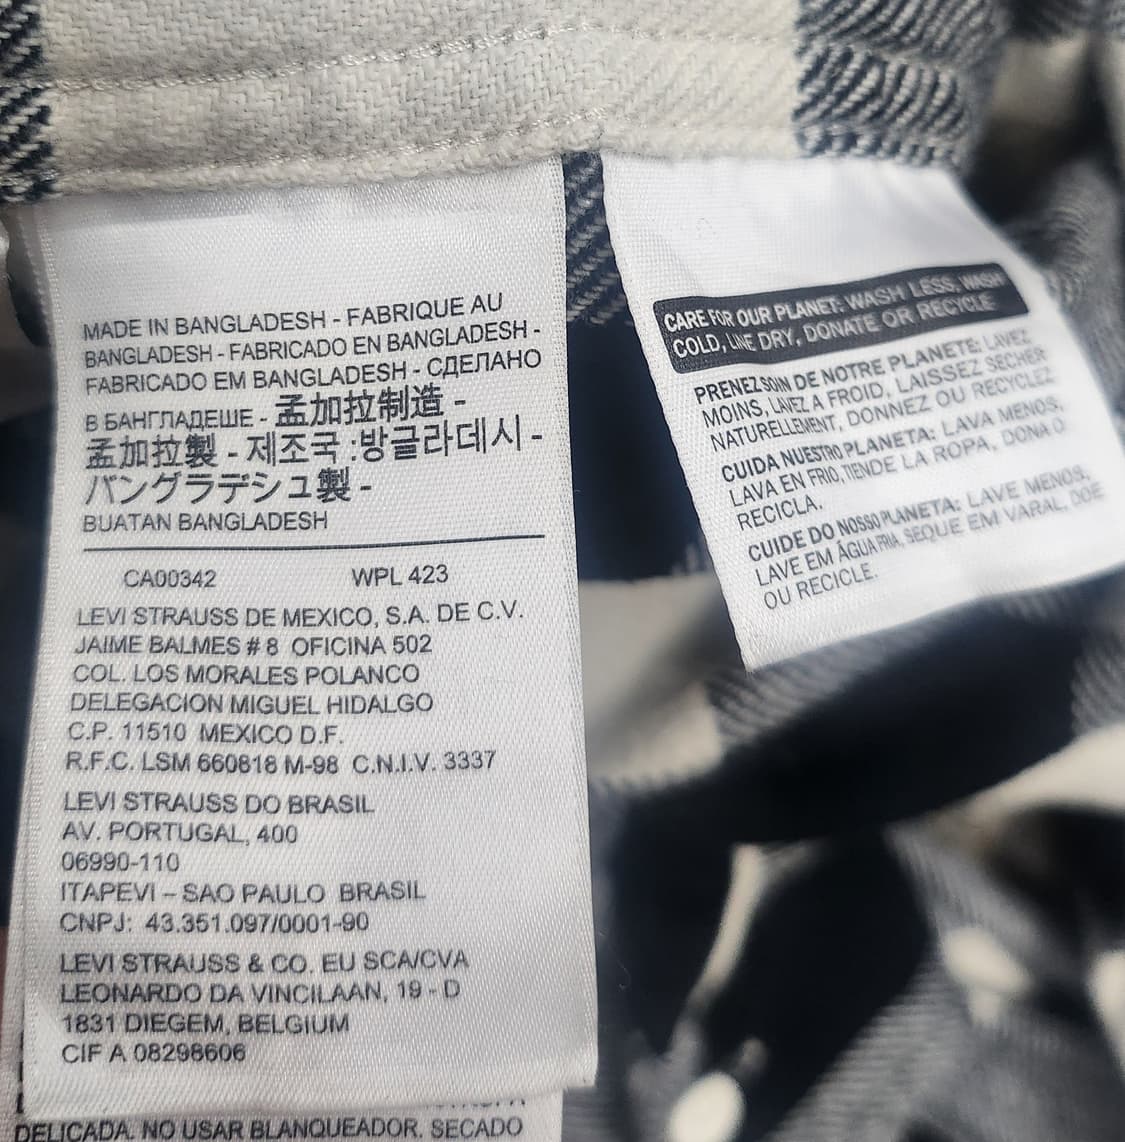 MADE IN BANGLADESH - FABRIQUE AU
BANGLADESH - FABRICADO EN BANGLADESH -
FABRICADO EM BANGLADESH - СДЕЛАНО
В БАНГЛАДЕШЕ - 孟加拉制造 -
孟加拉製 - 제조국 :방글라데시 -
バングラデシュ製 -
BUATAN BANGLADESH
CA00342 WPL 423
LEVI STRAUSS DE MEXICO, S.A. DE C.V.
JAIME BALMES # 8 OFICINA 502
COL. LOS MORALES POLANCO
DELEGACION MIGUEL HIDALGO
C.P. 11510 MEXICO D.F.
R.F.C. LSM 660818 M-98 C.N.I.V. 3337
LEVI STRAUSS DO BRASIL
AV. PORTUGAL, 400
06990-110
ITAPEVI – SAO PAULO BRASIL
CNPJ: 43.351.097/0001-90
LEVI STRAUSS & CO. EU SCA/CVA
LEONARDO DA VINCILAAN, 19 - D
1831 DIEGEM, BELGIUM
CIF A 08298606
DELICADA. NO USAR BLANQUEADOR. SECADO
CARE FOR OUR PLANET: WASH LESS, WASH
COLD, LINE DRY, DONATE OR RECYCLE
PRENEZ SOIN DE NOTRE PLANETE: LAVEZ
MOINS, LAVEZ A FROID, LAISSEZ SECHER
NATURELLEMENT, DONNEZ OU RECYCLEZ
CUIDA NUESTRO PLANETA: LAVA MENOS,
LAVA EN FRIO, TIENDE LA ROPA, DONA O
RECICLA.
CUIDE DO NOSSO PLANETA: LAVE MENOS,
LAVE EM ÁGUA FRIA, SEQUE EM VARAL, DOE
OU RECICLE.